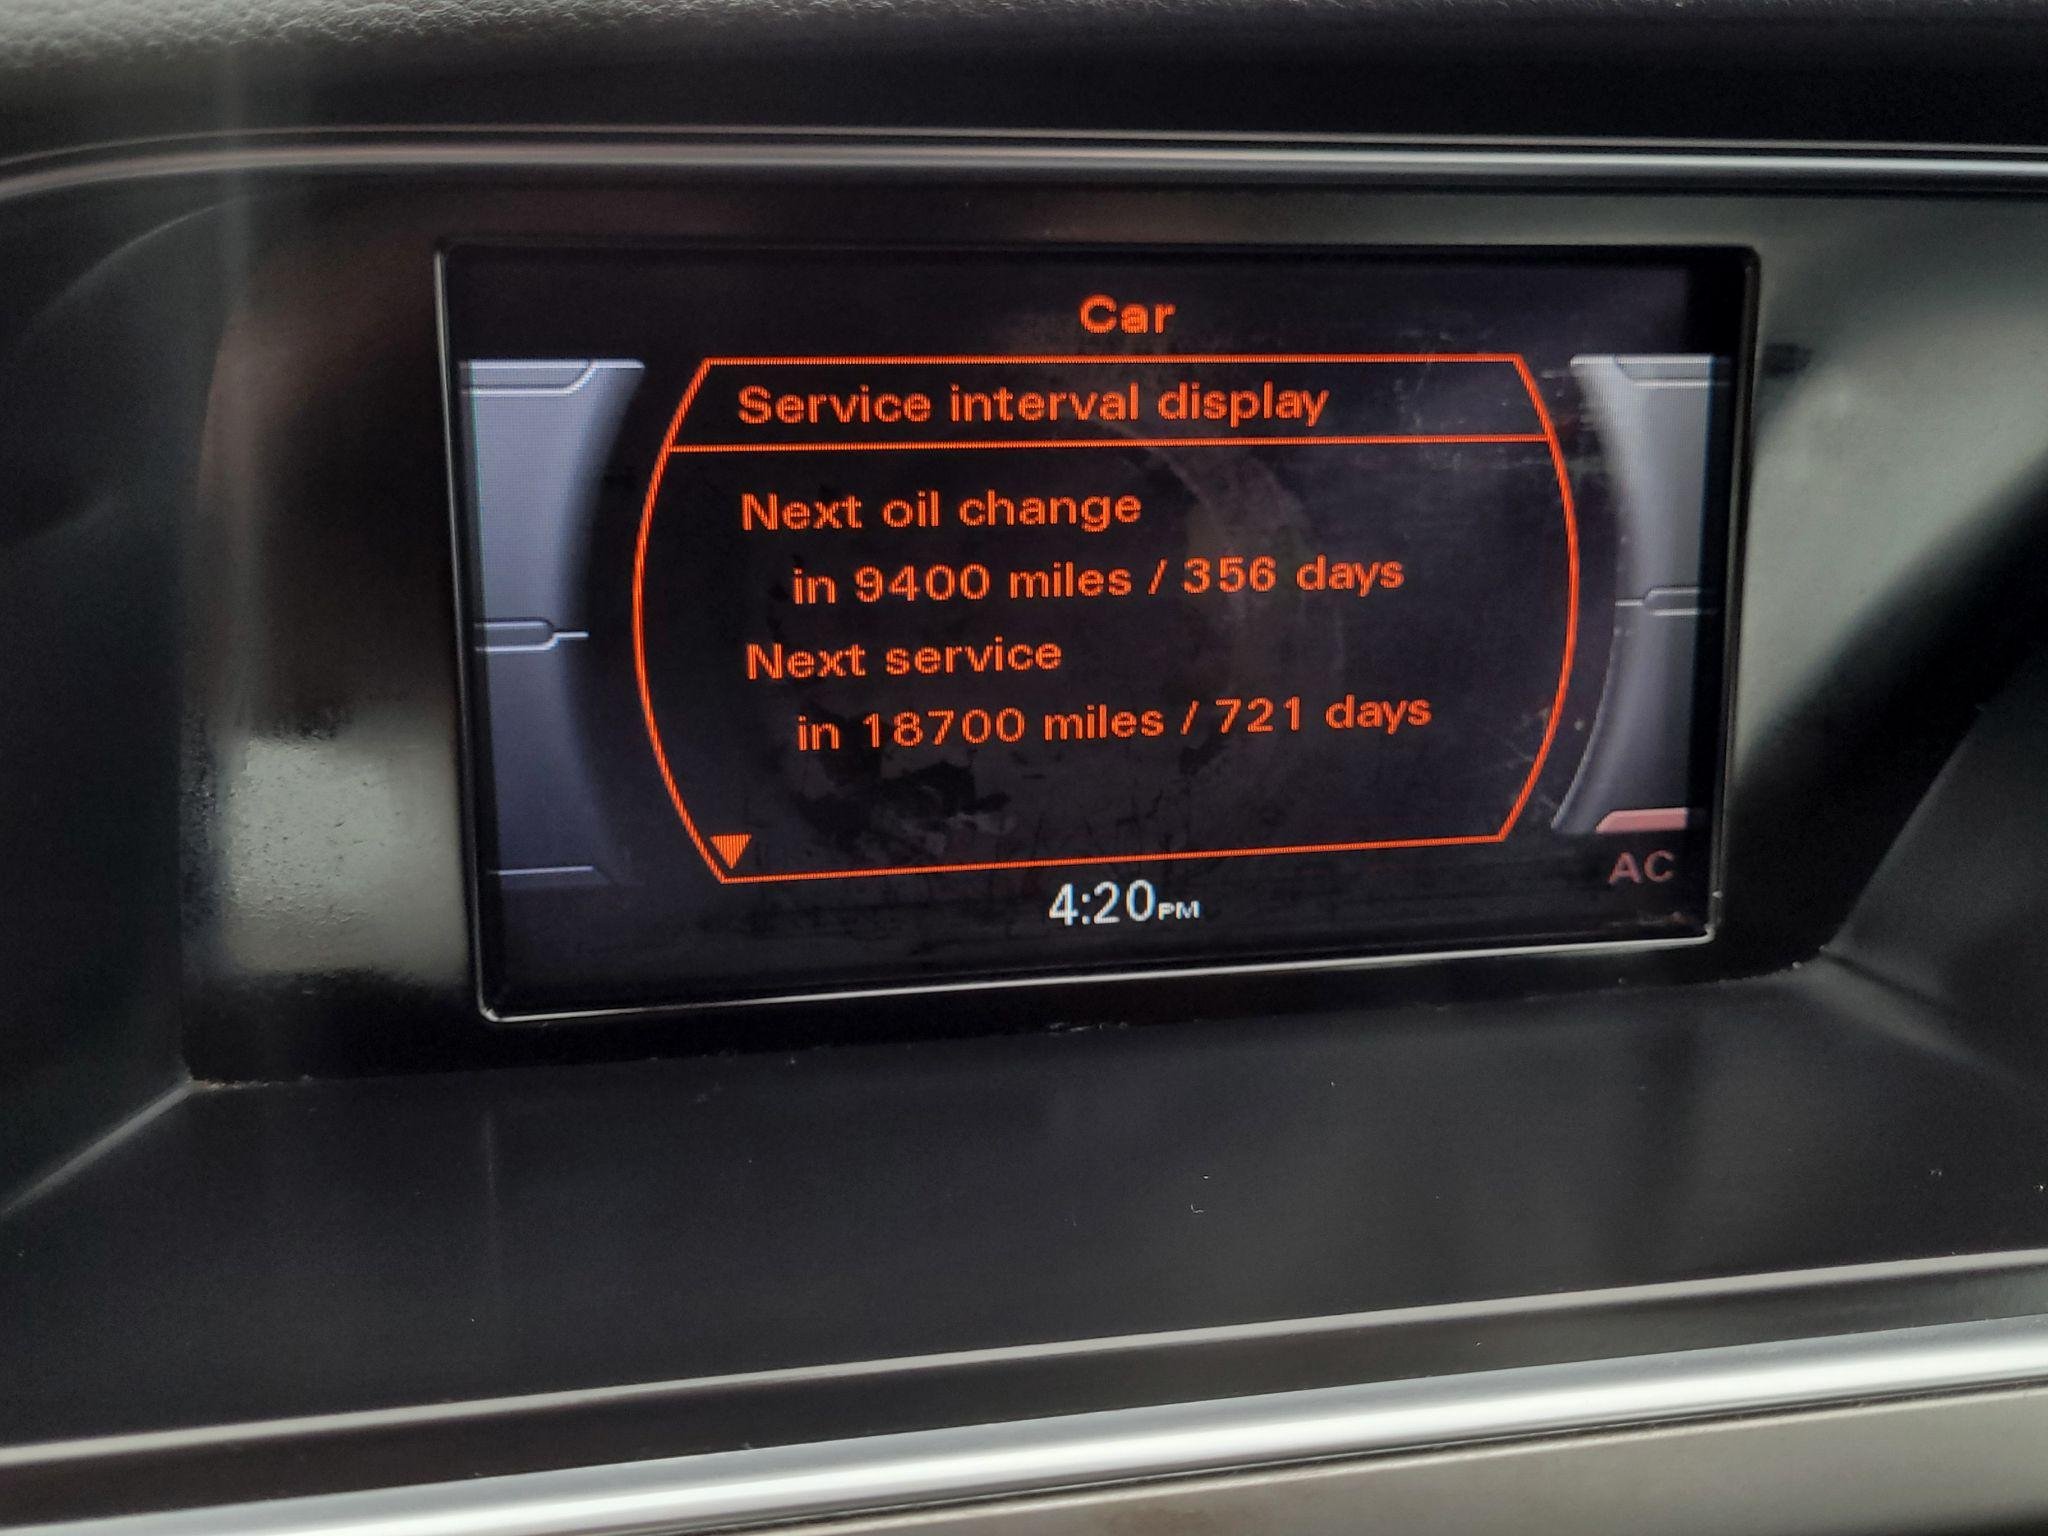 Car
Service interval display
Next oil change
in 9400 miles / 356 days
Next service
in 18700 miles / 721 days
AC
4:20PM